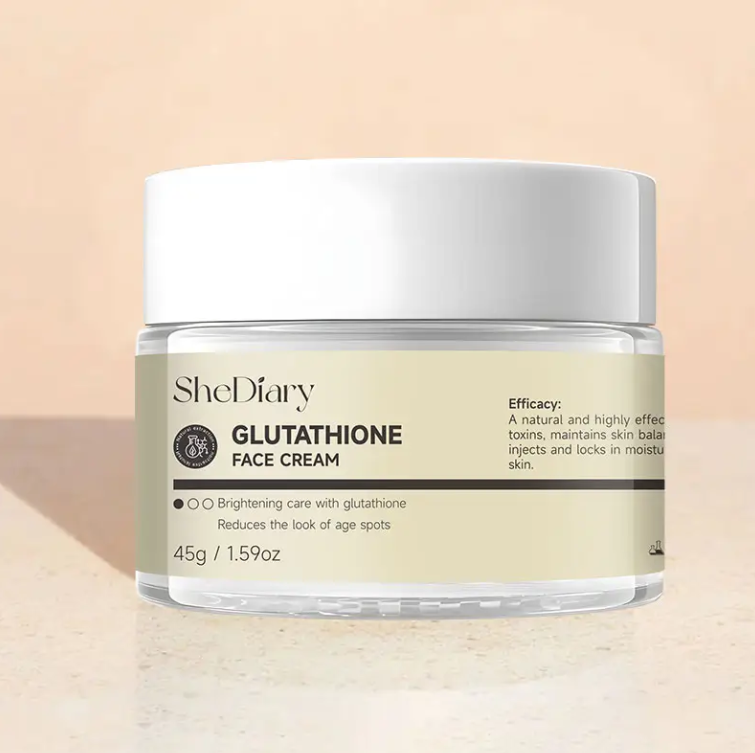 SheDiary
GLUTATHIONE
FACE CREAM
Brightening care with glutathione
Reduces the look of age spots
45g / 1.59oz
Efficacy:
A natural and highly effec
toxins, maintains skin balan
injects and locks in moistu
skin.